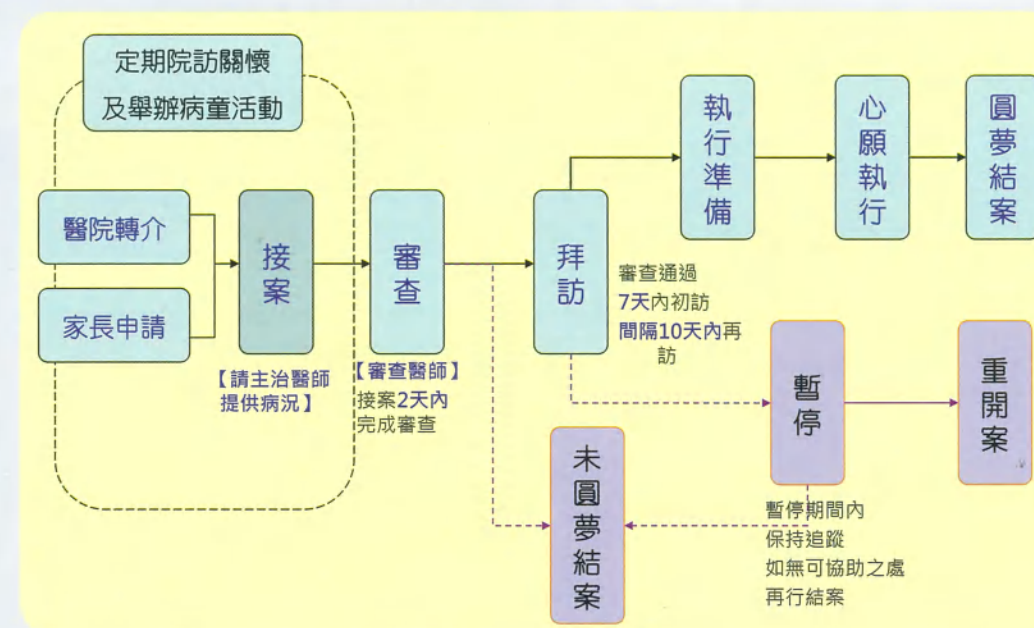 定期院訪關懷
及舉辦病童活動
醫院轉介
家長申請
接案
【請主治醫師
提供病況】
審查
【審查醫師】
接案2天內
完成審查
拜訪
審查通過
7天內初訪
間隔10天內再
訪
執行準備
心願執行
圓夢結案
暫停
暫停期間內
保持追蹤
如無可協助之處
再行結案
重開案
未圓夢結案